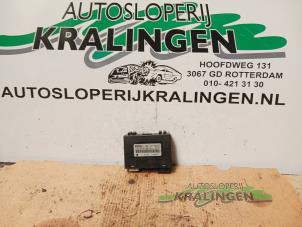 AUTOSLOPERIJ
KRALINGEN
HOOFDWEG 131
3067 GD ROTTERDAM
010- 421 31 30
AUTOSLOPERIJKRALINGEN.NL
AUTOSLOPERIJ
KRALINGEN